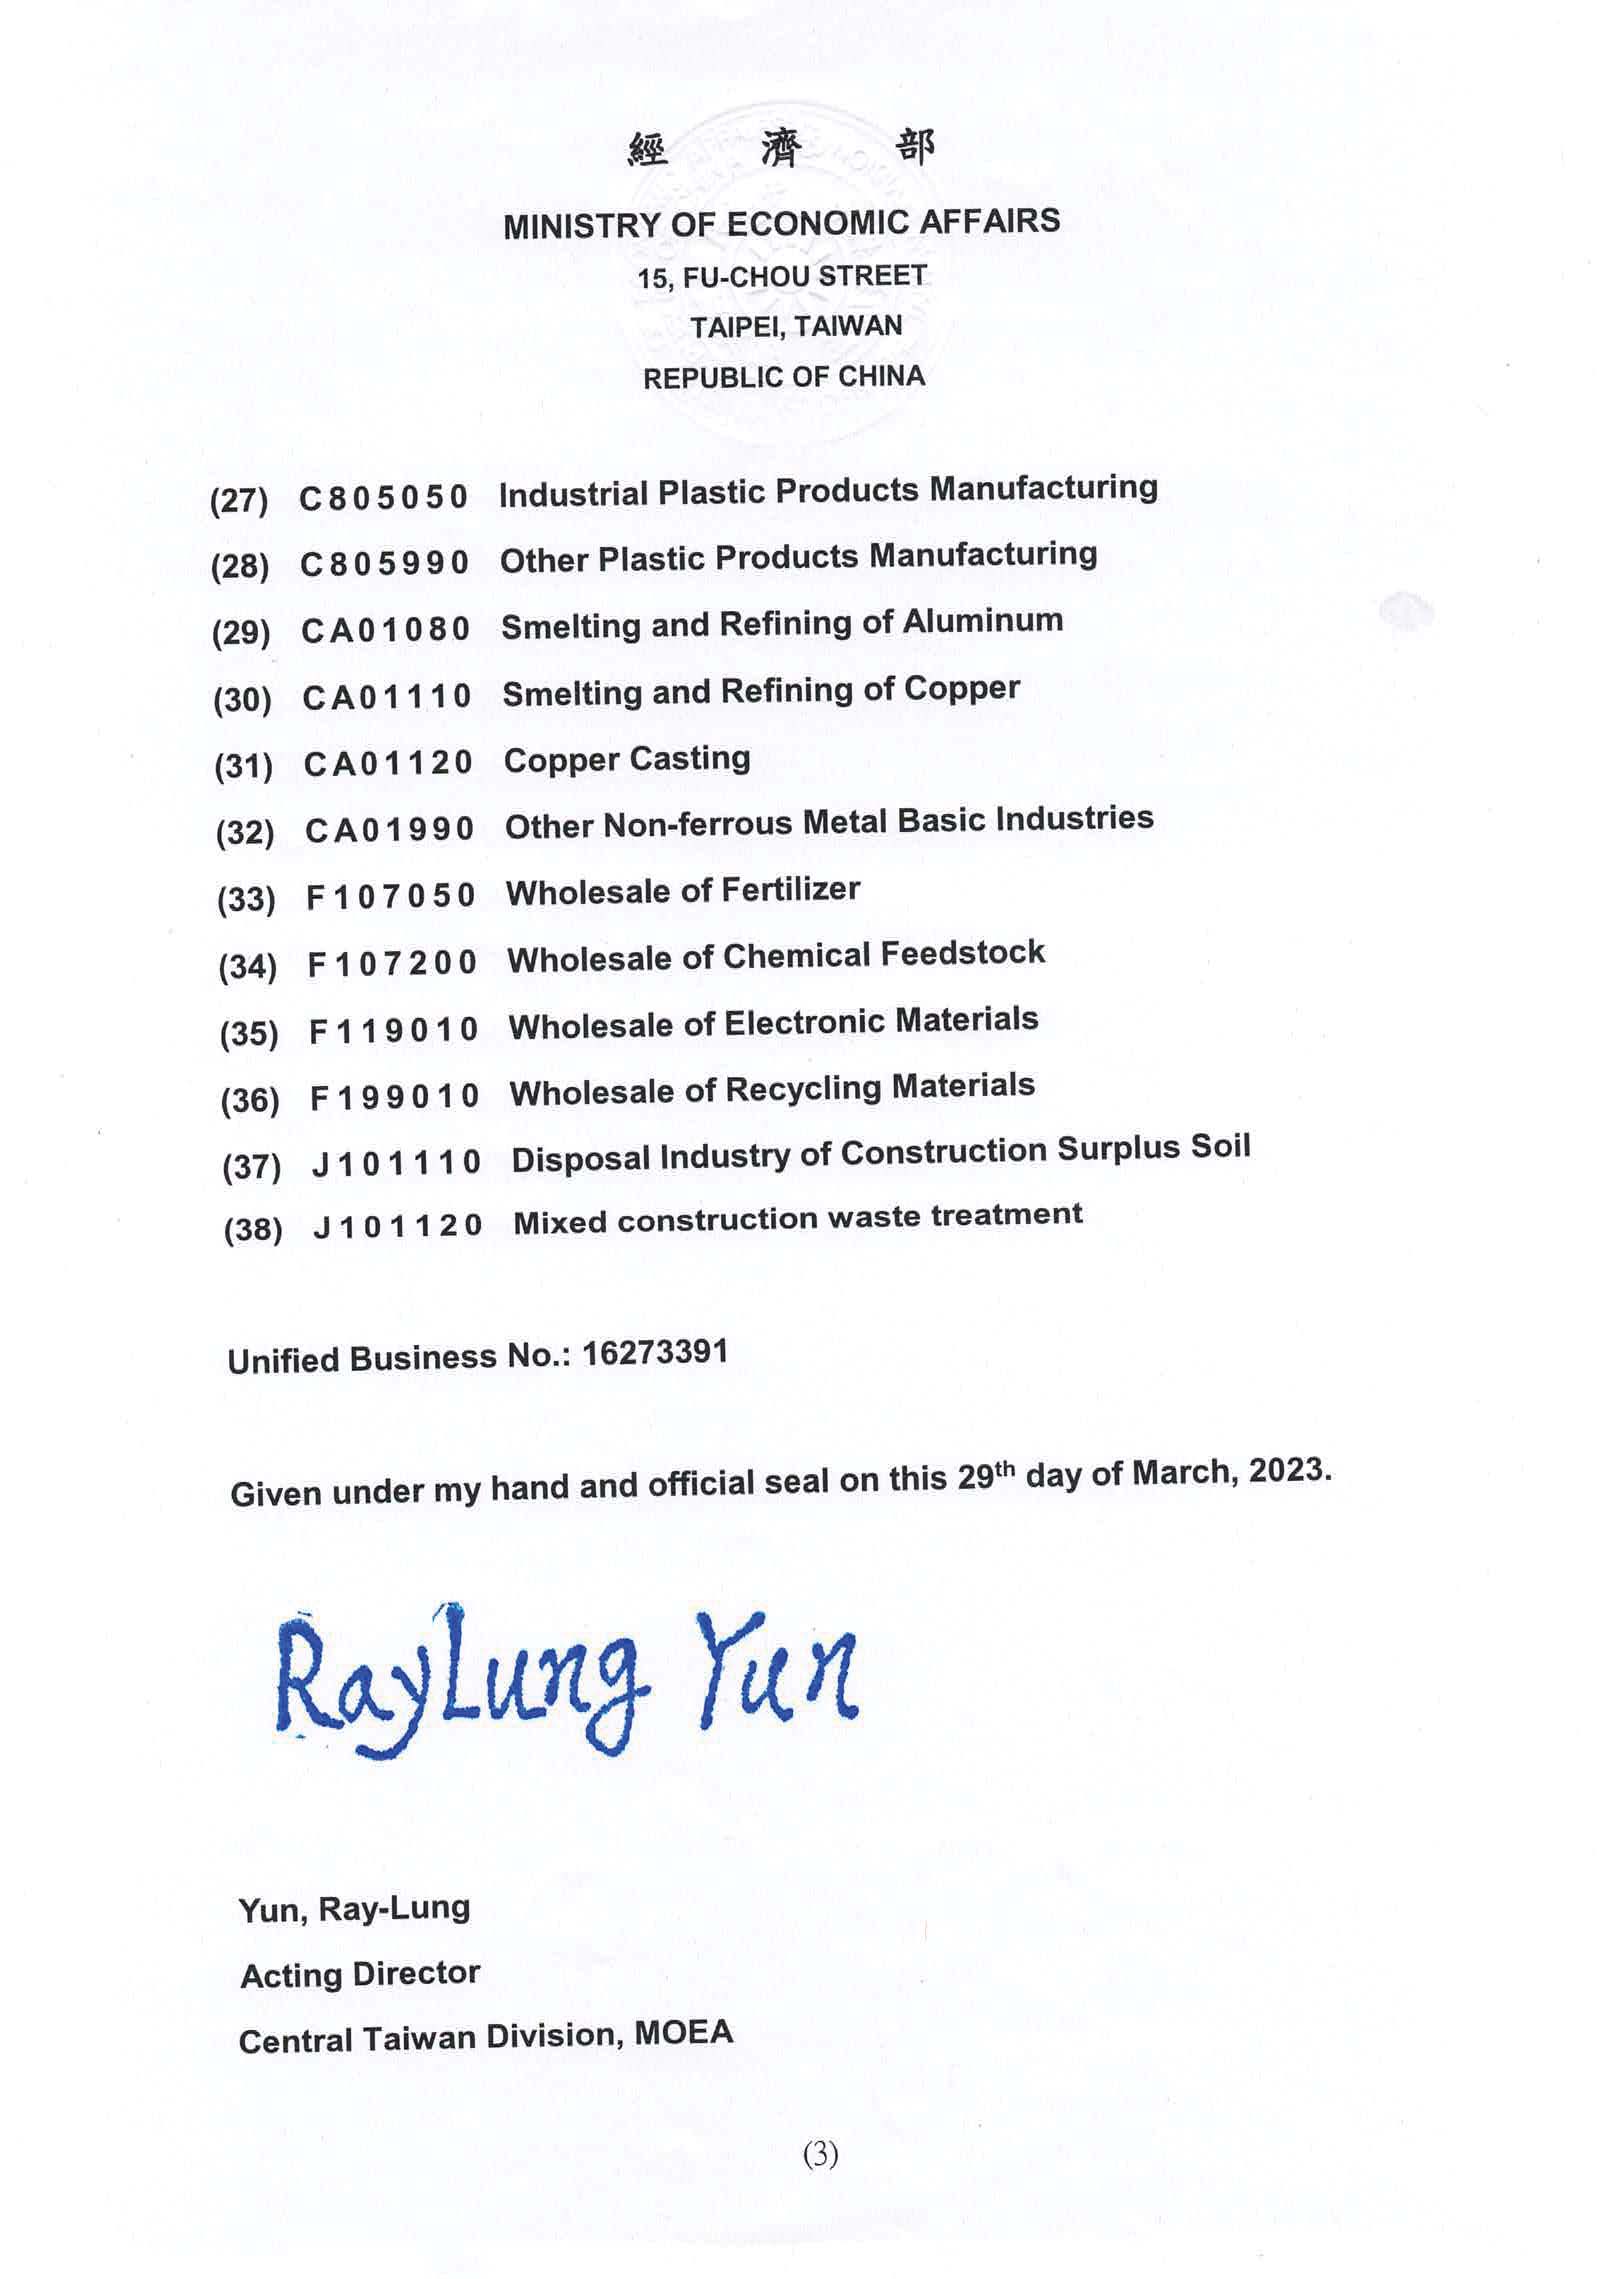 經 濟 部
MINISTRY OF ECONOMIC AFFAIRS
15, FU-CHOU STREET
TAIPEI, TAIWAN
REPUBLIC OF CHINA
(27) C805050 Industrial Plastic Products Manufacturing
(28) C805990 Other Plastic Products Manufacturing
(29) CA01080 Smelting and Refining of Aluminum
(30) CA01110 Smelting and Refining of Copper
(31) CA01120 Copper Casting
(32) CA01990 Other Non-ferrous Metal Basic Industries
(33) F107050 Wholesale of Fertilizer
(34) F107200 Wholesale of Chemical Feedstock
(35) F119010 Wholesale of Electronic Materials
(36) F199010 Wholesale of Recycling Materials
(37) J101110 Disposal Industry of Construction Surplus Soil
(38) J101120 Mixed construction waste treatment
Unified Business No.: 16273391
Given under my hand and official seal on this 29th day of March, 2023.
RayLung Yun
Yun, Ray-Lung
Acting Director
Central Taiwan Division, MOEA
(3)